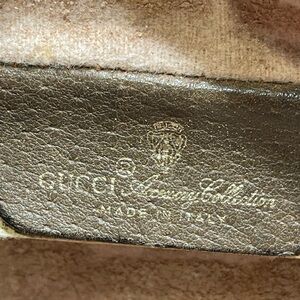 GUCCI ® Accessory Collection
MADE IN ITALY